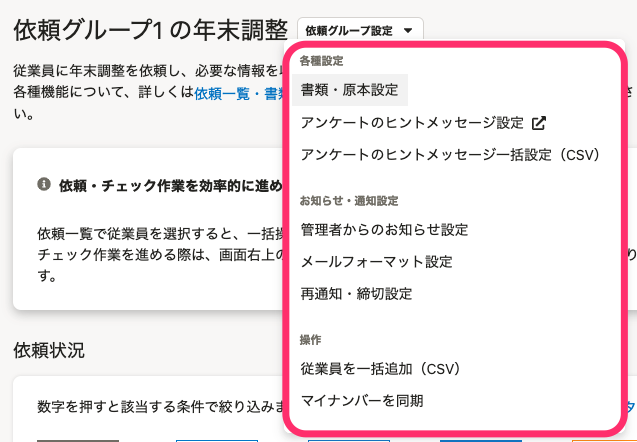 依頼グループ1 の年末調整
依頼グループ設定
従業員に年末調整を依頼し、必要な情報を
各種機能について、詳しくは依頼一覧・書
い。
各種設定
書類・原本設定
アンケートのヒントメッセージ設定
アンケートのヒントメッセージ一括設定（CSV）
お知らせ・通知設定
管理者からのお知らせ設定
メールフォーマット設定
再通知・締切設定
操作
従業員を一括追加（CSV）
マイナンバーを同期
さ
依頼・チェック作業を効率的に進め
依頼一覧で従業員を選択すると、一括
チェック作業を進める際は、画面右上の
り
す。
依頼状況
数字を押すと該当する条件で絞り込みま
タ